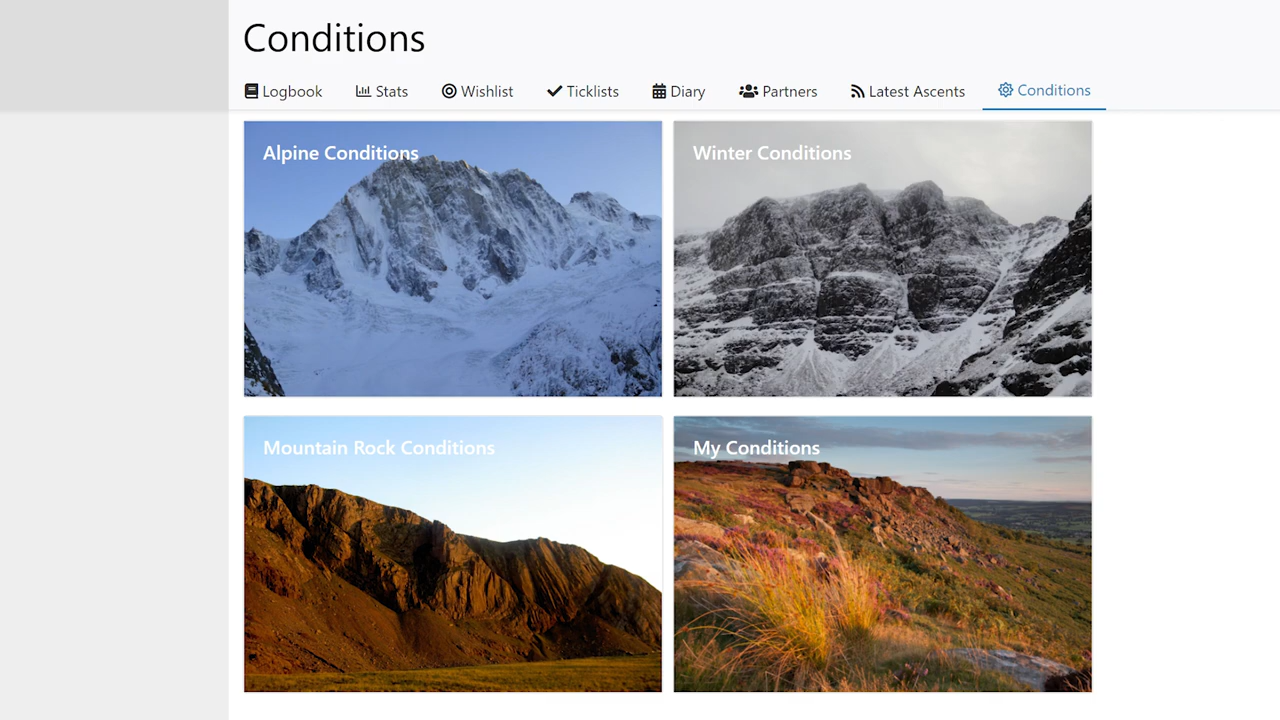 Conditions
Logbook Stats Wishlist Ticklists Diary Partners Latest Ascents Conditions
Alpine Conditions
Winter Conditions
Mountain Rock Conditions
My Conditions